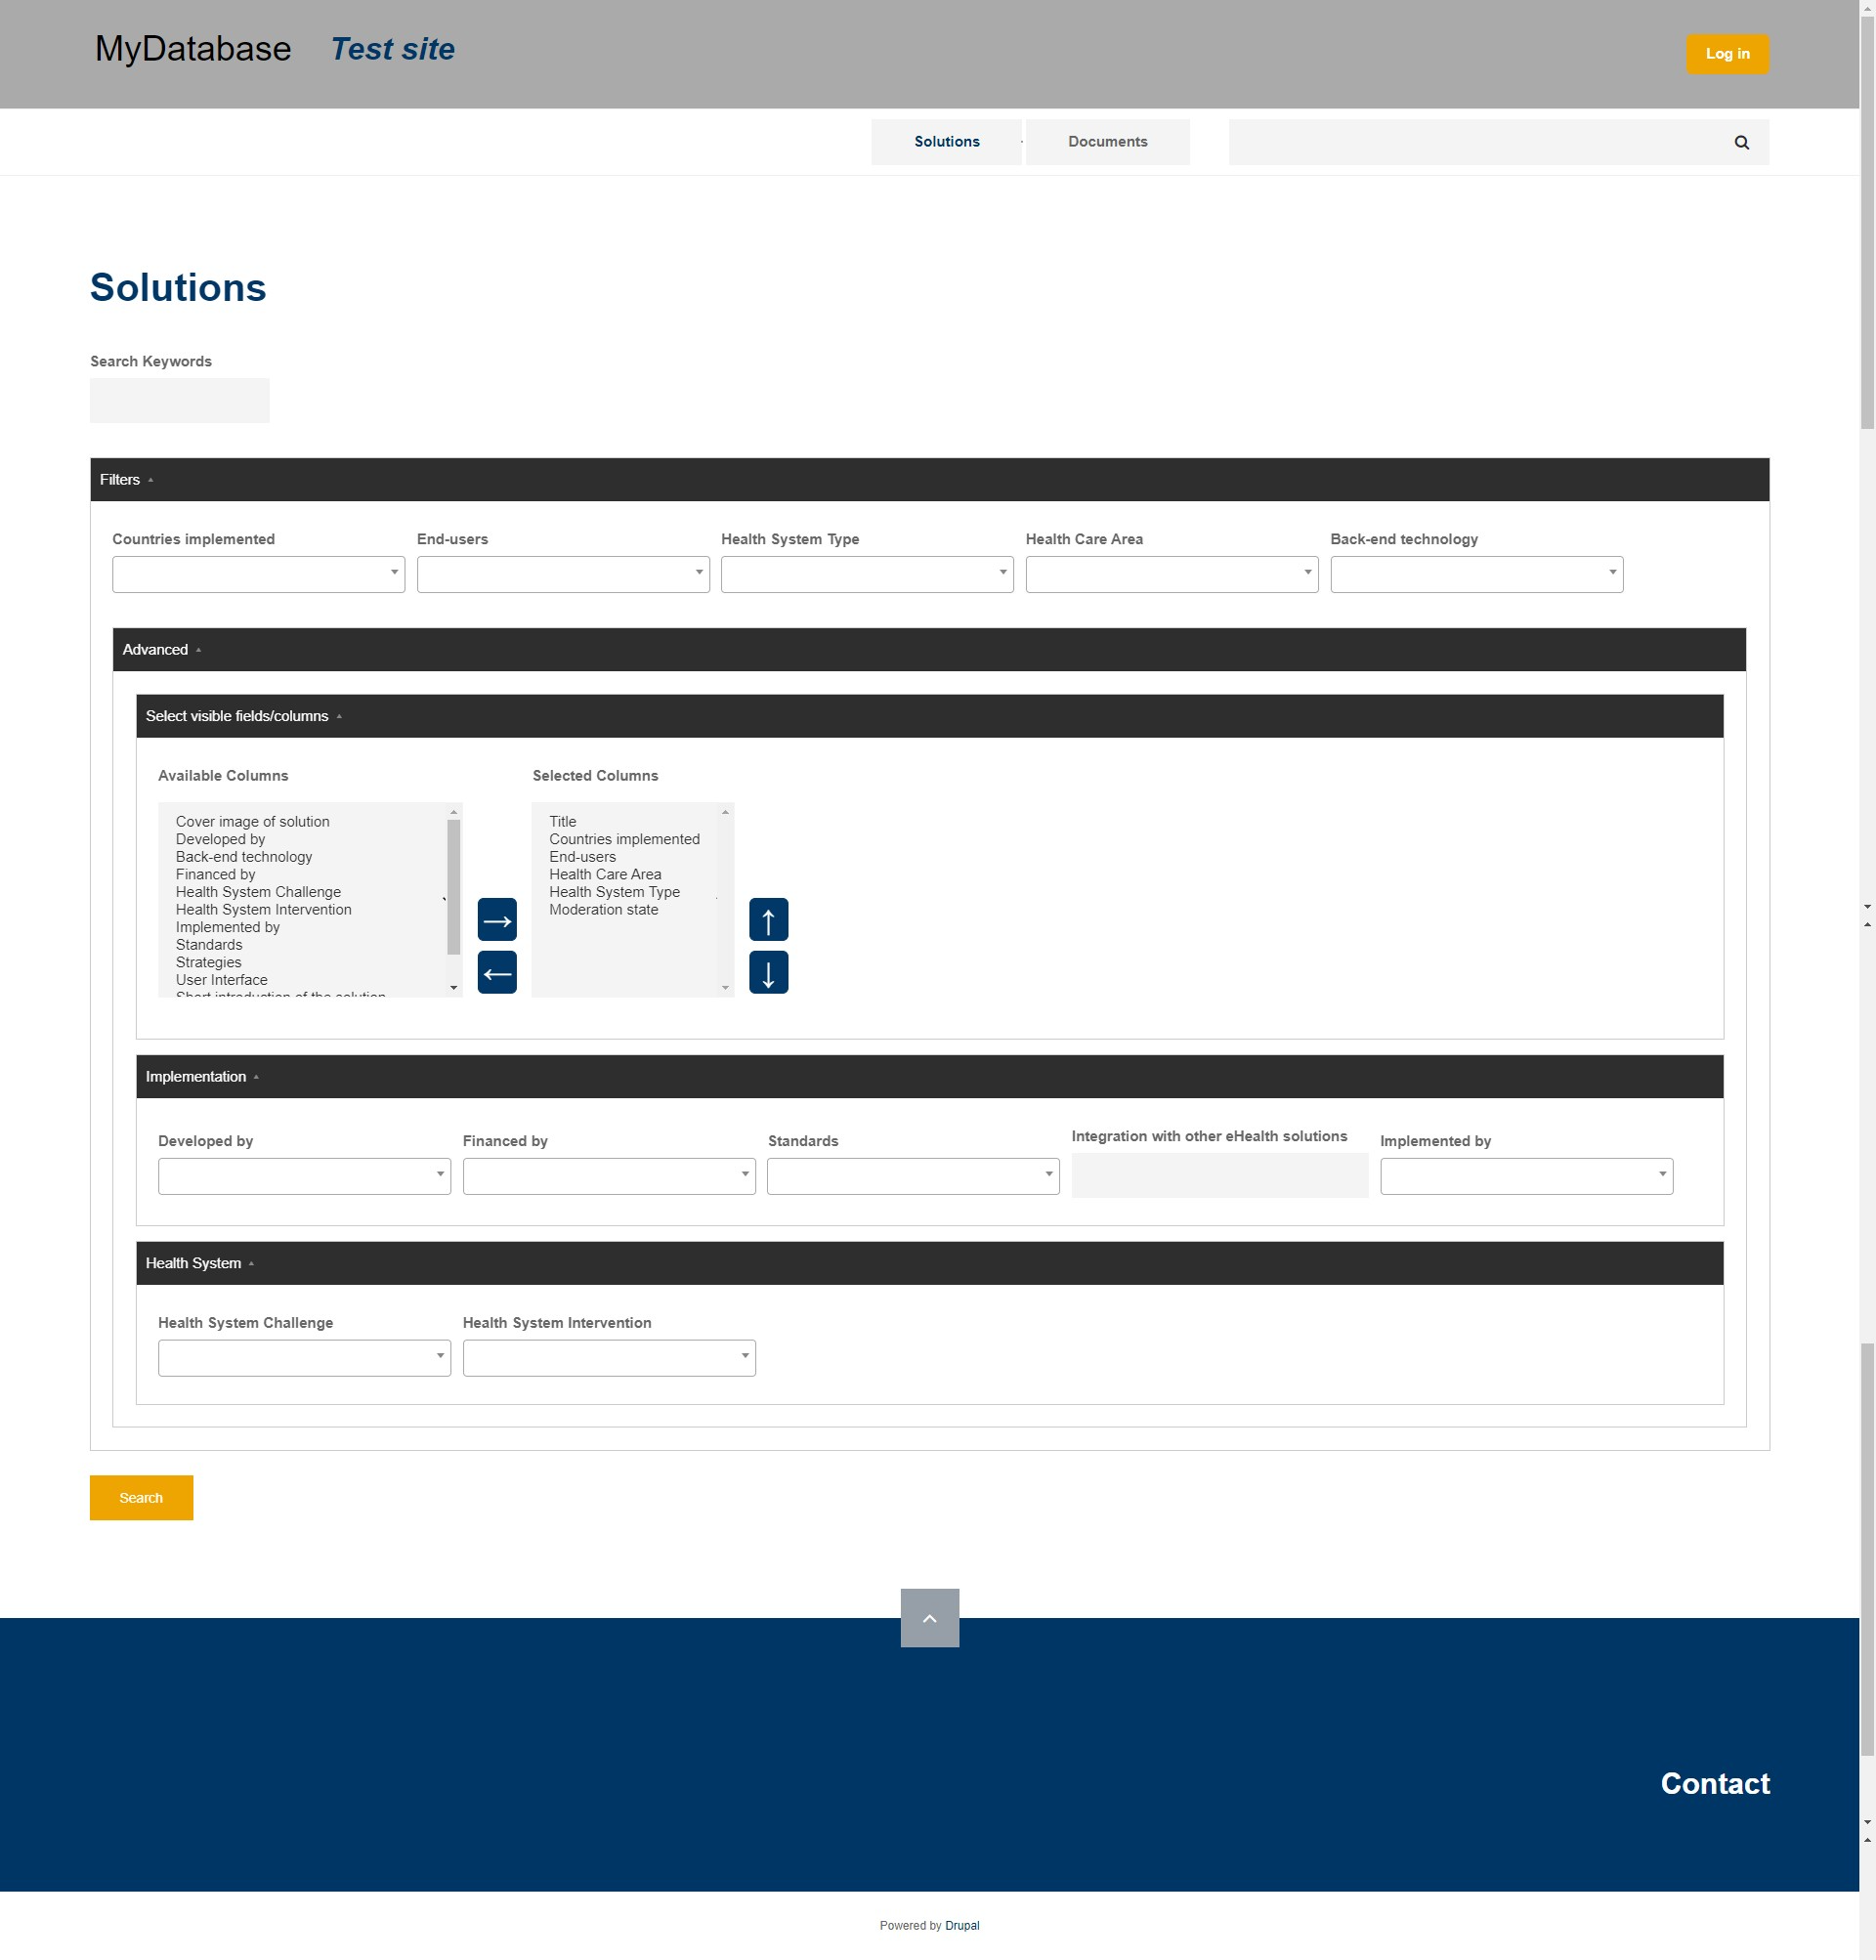 MyDatabase Test site
Log in
Solutions
Documents
Solutions
Search Keywords
Filters
Countries implemented
End-users
Health System Type
Health Care Area
Back-end technology
Advanced
Select visible fields/columns
Available Columns
Cover image of solution
Developed by
Back-end technology
Financed by
Health System Challenge
Health System Intervention
Implemented by
Standards
Strategies
User Interface
Short introduction of the solution
Selected Columns
Title
Countries implemented
End-users
Health Care Area
Health System Type
Moderation state
Implementation
Developed by
Financed by
Standards
Integration with other eHealth solutions
Implemented by
Health System
Health System Challenge
Health System Intervention
Search
Contact
Powered by Drupal